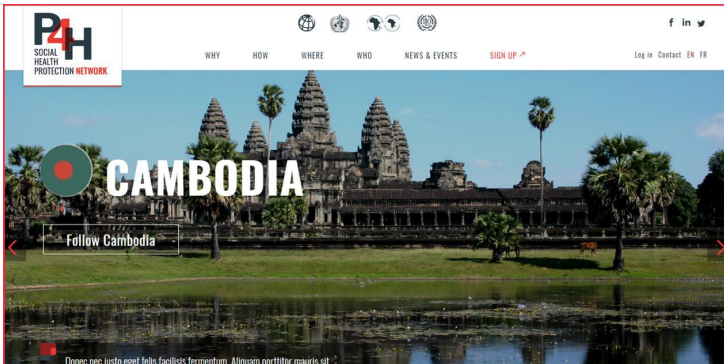 P4H
SOCIAL
HEALTH
PROTECTION NETWORK
WHY HOW WHERE WHO NEWS & EVENTS SIGN UP
Log in Contact EN FR
CAMBODIA
Follow Cambodia
Donec nec justo eget felis facilisis fermentum. Aliquam porttitor mauris sit